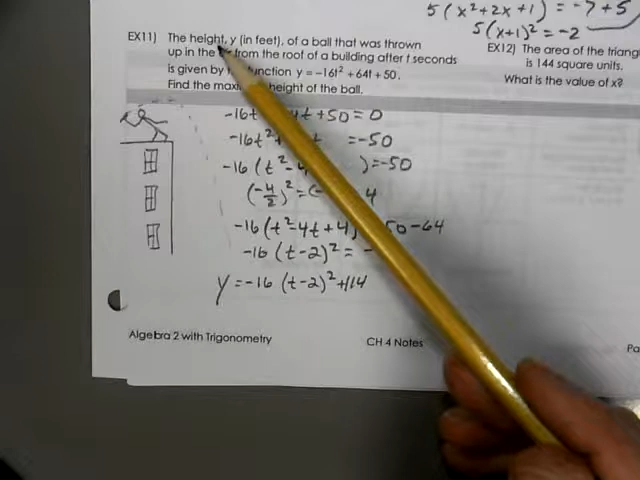 5(x²+2x+1) = -7+5
5(x+1)² = -2
EX11) The height, y (in feet), of a ball that was thrown
up in the from the roof of a building after t seconds
is given by function y = -16t² + 64t + 50.
Find the height of the ball.
EX12) The area of the
is 144 square units.
What is the value of x?
-16t t + 50 = 0
-16t² = -50
-16(t² - ) = -50
(-4/2)² = 4
-16(t²-4t+4) 50-64
-16(t-2)² = -
y = -16(t-2)² + 114
Algebra 2 with Trigonometry
CH 4 Notes